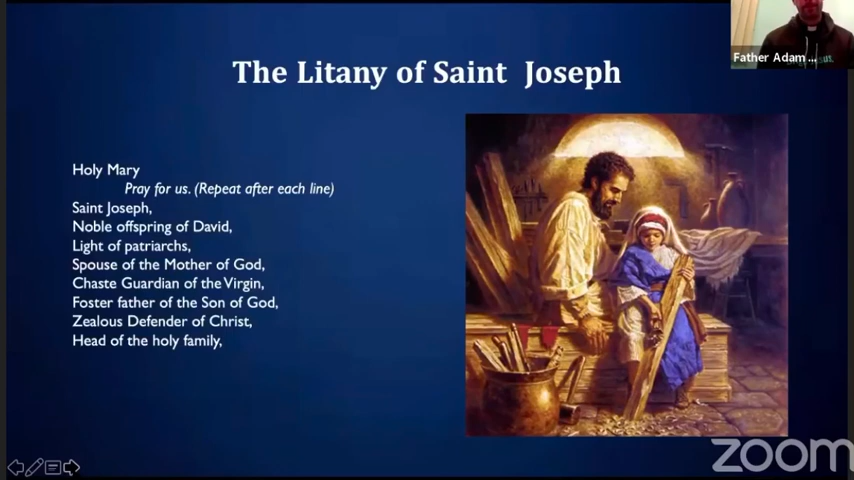 The Litany of Saint Joseph
Holy Mary
Pray for us. (Repeat after each line)
Saint Joseph,
Noble offspring of David,
Light of patriarchs,
Spouse of the Mother of God,
Chaste Guardian of the Virgin,
Foster father of the Son of God,
Zealous Defender of Christ,
Head of the holy family,
Father Adam ...
zoom